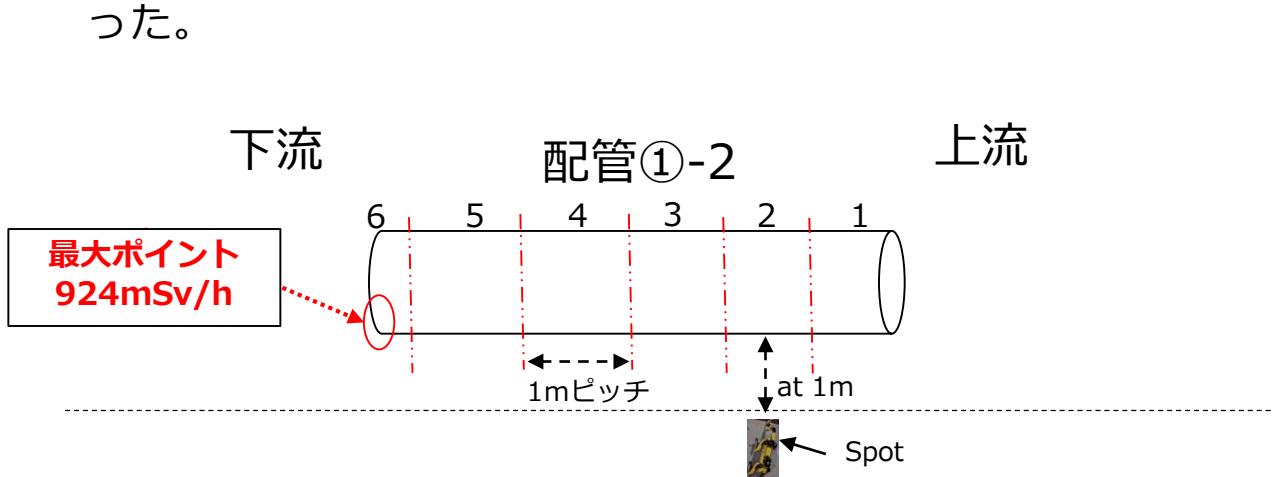 った。
下流
配管①-2
上流
6 5 4 3 2 1
最大ポイント
924mSv/h
1mピッチ
at 1m
Spot